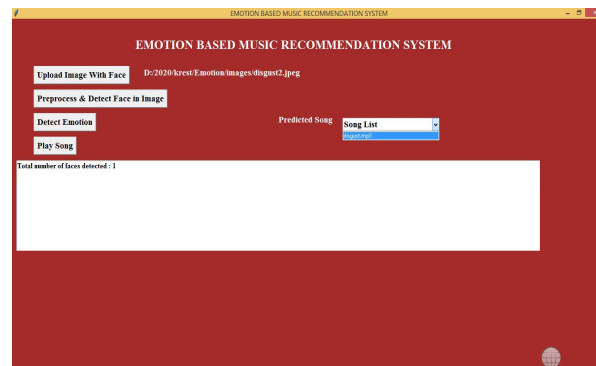 EMOTION BASED MUSIC RECOMMENDATION SYSTEM
EMOTION BASED MUSIC RECOMMENDATION SYSTEM
Upload Image With Face D:/2020/krest/Emotion/images/disgust2.jpeg
Preprocess & Detect Face in Image
Detect Emotion Predicted Song Song List
disgust.mp3
Play Song
Total number of faces detected : 1